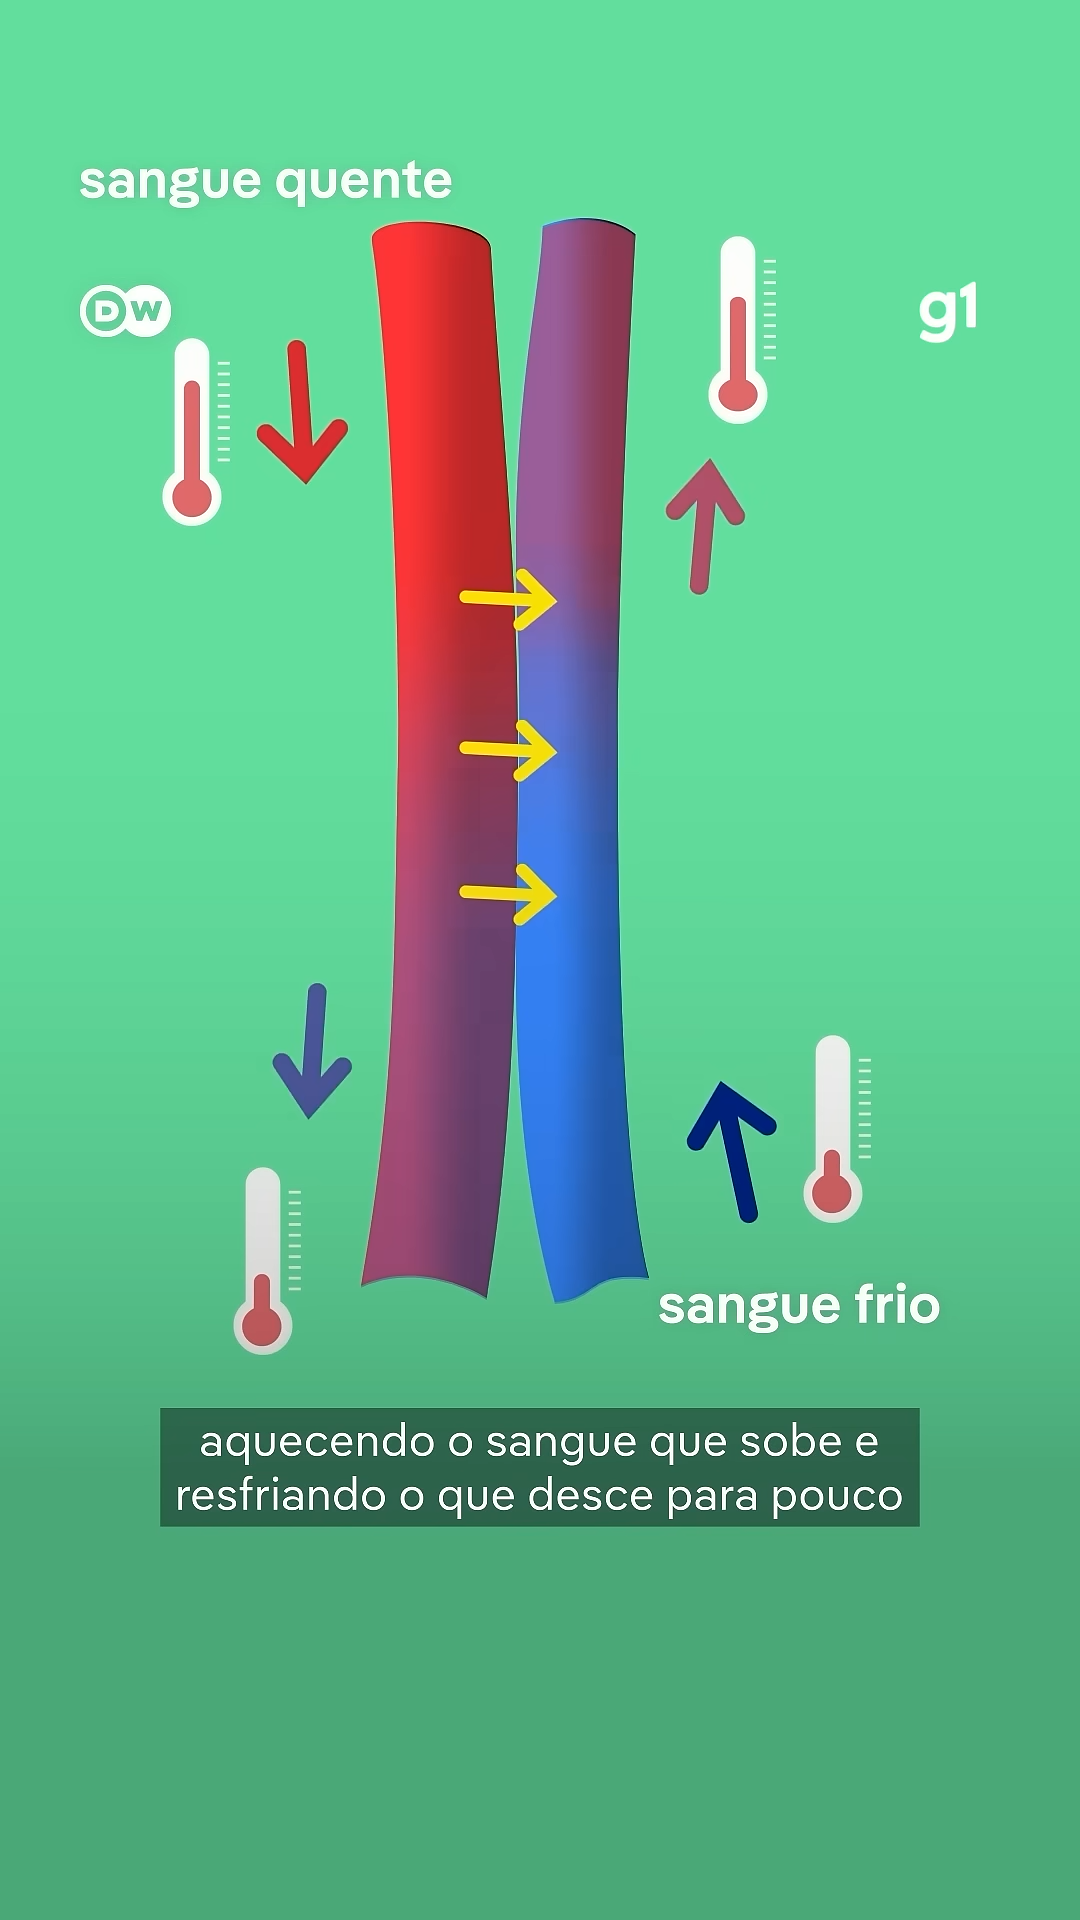 sangue quente
DW
g1
sangue frio
aquecendo o sangue que sobe e
resfriando o que desce para pouco